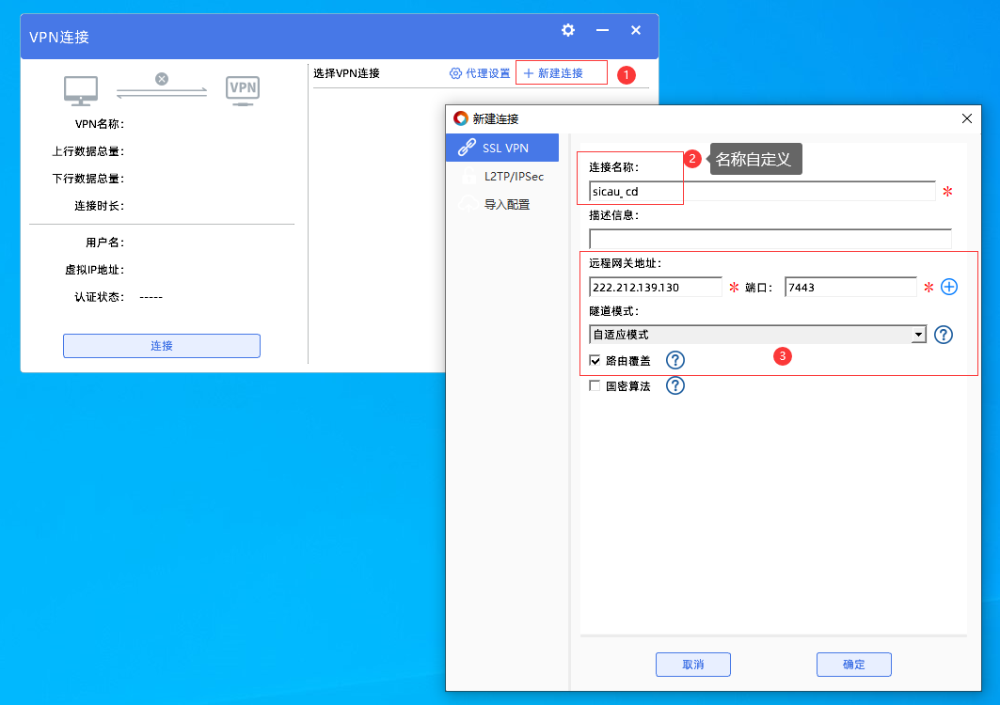 VPN连接
选择VPN连接 代理设置 新建连接 1
VPN
VPN名称:
上行数据总量:
下行数据总量:
连接时长:
用户名:
虚拟IP地址:
认证状态: -----
连接
新建连接
SSL VPN
L2TP/IPSec
导入配置
连接名称: 2 名称自定义
sicau_cd *
描述信息:
远程网关地址:
222.212.139.130 * 端口: 7443 *
隧道模式:
自适应模式 ?
路由覆盖 ? 3
国密算法 ?
取消 确定